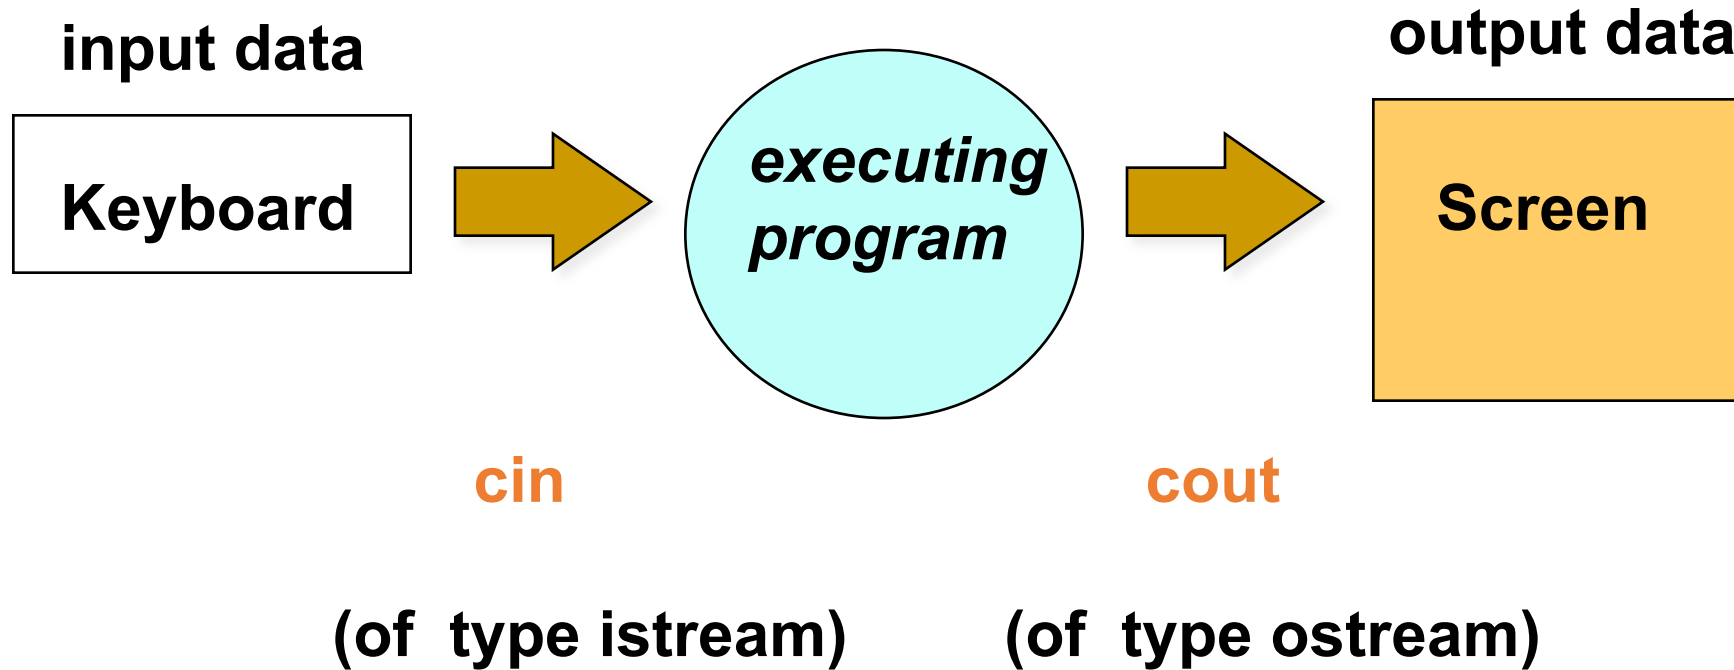 input data
output data
Keyboard
executing
program
Screen
cin
cout
(of type istream)
(of type ostream)